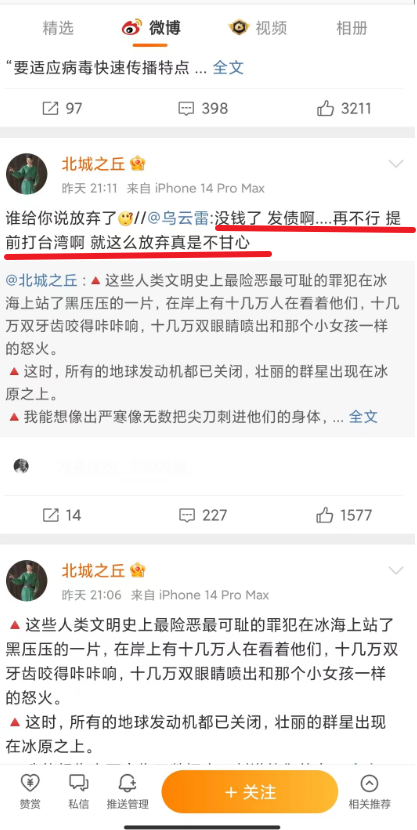 精选 微博 视频 相册
“要适应病毒快速传播特点 ... 全文
97 398 3211
北城之丘
昨天 21:11 来自 iPhone 14 Pro Max
谁给你说放弃了//@乌云雷:没钱了 发债啊....再不行 提
前打台湾啊 就这么放弃真是不甘心
@北城之丘 :🔺这些人类文明史上最险恶最可耻的罪犯在冰
海上站了黑压压的一片，在岸上有十几万人在看着他们，十几
万双牙齿咬得咔咔响，十几万双眼睛喷出和那个小女孩一样
的怒火。
🔺这时，所有的地球发动机都已关闭，壮丽的群星出现在冰
原之上。
🔺我能想像出严寒像无数把尖刀刺进他们的身体，... 全文
14 227 1577
北城之丘
昨天 21:06 来自 iPhone 14 Pro Max
🔺这些人类文明史上最险恶最可耻的罪犯在冰海上站了
黑压压的一片，在岸上有十几万人在看着他们，十几万双
牙齿咬得咔咔响，十几万双眼睛喷出和那个小女孩一样
的怒火。
🔺这时，所有的地球发动机都已关闭，壮丽的群星出现
在冰原之上。
赞赏 私信 推送管理 +关注 相关推荐